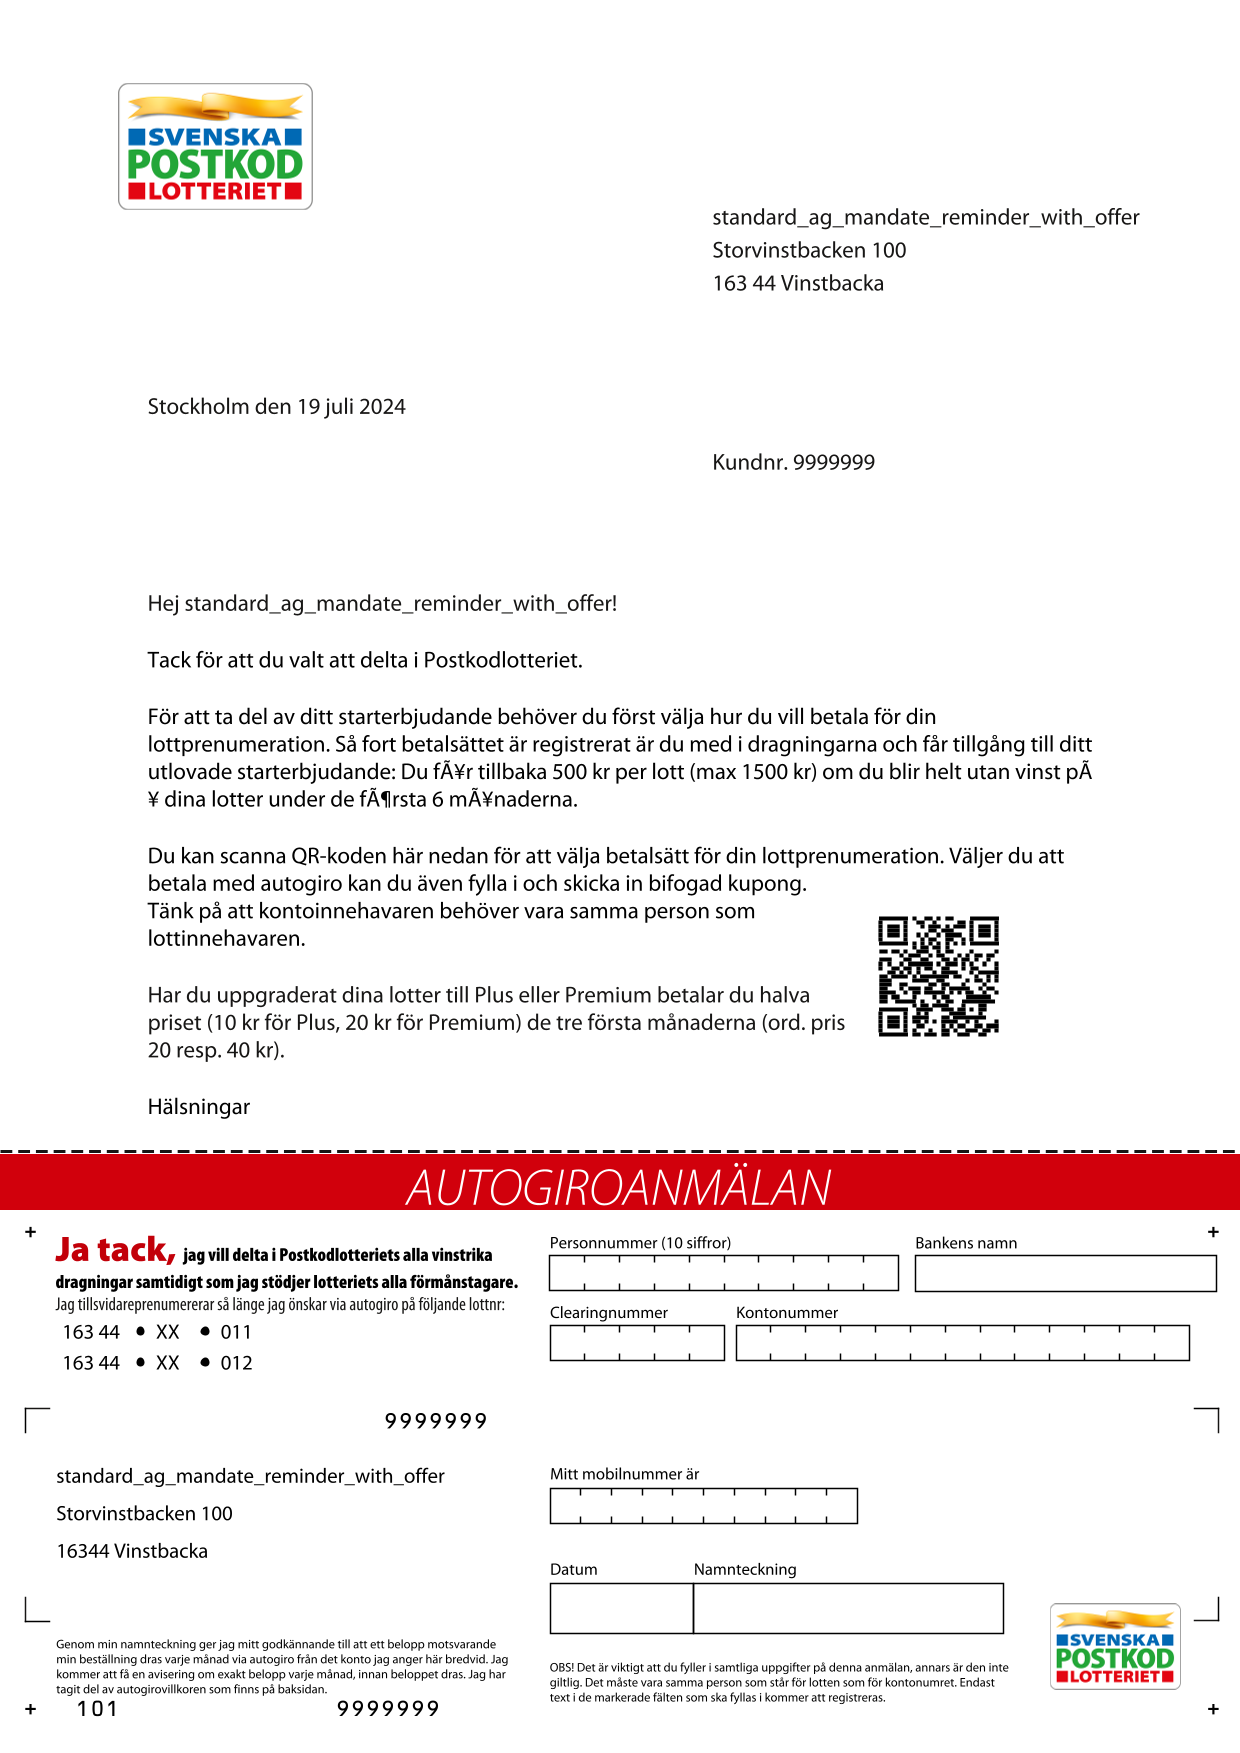 SVENSKA
POSTKOD
LOTTERIET
standard_ag_mandate_reminder_with_offer
Storvinstbacken 100
163 44 Vinstbacka
Stockholm den 19 juli 2024
Kundnr. 9999999
Hej standard_ag_mandate_reminder_with_offer!
Tack för att du valt att delta i Postkodlotteriet.
För att ta del av ditt starterbjudande behöver du först välja hur du vill betala för din
lottprenumeration. Så fort betalsättet är registrerat är du med i dragningarna och får tillgång till ditt
utlovade starterbjudande: Du fÃ¥r tillbaka 500 kr per lott (max 1500 kr) om du blir helt utan vinst pÃ
¥ dina lotter under de fÃ¶rsta 6 mÃ¥naderna.
Du kan scanna QR-koden här nedan för att välja betalsätt för din lottprenumeration. Väljer du att
betala med autogiro kan du även fylla i och skicka in bifogad kupong.
Tänk på att kontoinnehavaren behöver vara samma person som
lottinnehavaren.
Har du uppgraderat dina lotter till Plus eller Premium betalar du halva
priset (10 kr för Plus, 20 kr för Premium) de tre första månaderna (ord. pris
20 resp. 40 kr).
Hälsningar
AUTOGIROANMÄLAN
Ja tack, jag vill delta i Postkodlotteriets alla vinstrika
dragningar samtidigt som jag stödjer lotteriets alla förmånstagare.
Jag tillsvidareprenumererar så länge jag önskar via autogiro på följande lottnr:
163 44 • XX • 011
163 44 • XX • 012
9999999
standard_ag_mandate_reminder_with_offer
Storvinstbacken 100
16344 Vinstbacka
Genom min namnteckning ger jag mitt godkännande till att ett belopp motsvarande
min beställning dras varje månad via autogiro från det konto jag anger här bredvid. Jag
kommer att få en avisering om exakt belopp varje månad, innan beloppet dras. Jag har
tagit del av autogirovillkoren som finns på baksidan.
101 9999999
Personnummer (10 siffror) Bankens namn
Clearingnummer Kontonummer
Mitt mobilnummer är
Datum Namnteckning
OBS! Det är viktigt att du fyller i samtliga uppgifter på denna anmälan, annars är den inte
giltlig. Det måste vara samma person som står för lotten som för kontonumret. Endast
text i de markerade fälten som ska fyllas i kommer att registreras.
SVENSKA
POSTKOD
LOTTERIET